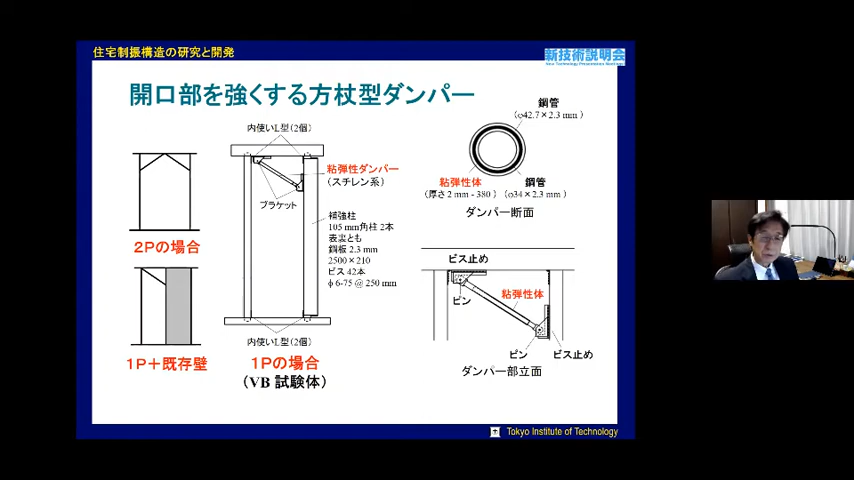 住宅制振構造の研究と開発
新技術説明会
New Technology Presentation Meetings!
開口部を強くする方杖型ダンパー
2Pの場合
1P＋既存壁
内使いL型(2個)
粘弾性ダンパー
(スチレン系)
ブラケット
補強柱
105 mm角柱 2本
表裏とも
鋼板 2.3 mm
2500×210
ビス 42本
φ 6-75 @ 250 mm
内使いL型(2個)
1Pの場合
(VB 試験体)
鋼管
(φ42.7×2.3 mm )
粘弾性体
(厚さ2 mm - 380 )
鋼管
(φ34×2.3 mm)
ダンパー断面
ビス止め
ピン
粘弾性体
ピン
ビス止め
ダンパー部立面
Tokyo Institute of Technology